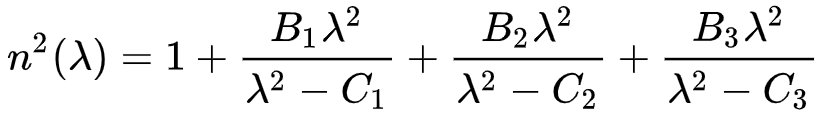 n²(λ) = 1 + B₁λ²/(λ² − C₁) + B₂λ²/(λ² − C₂) + B₃λ²/(λ² − C₃)